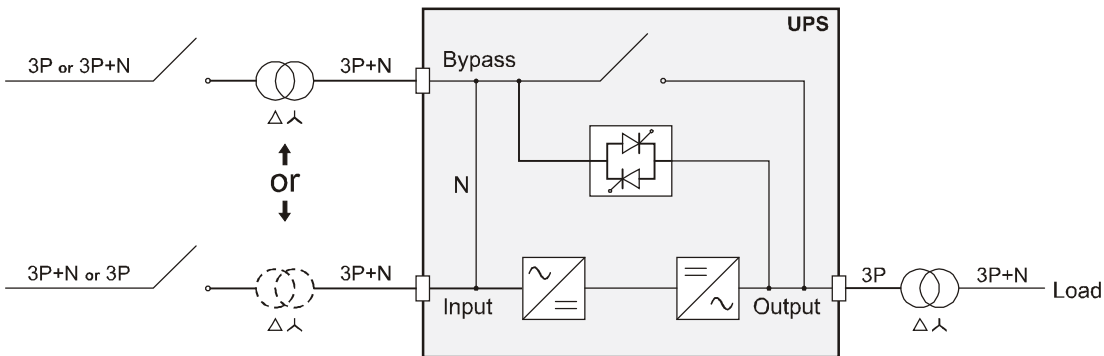 UPS
3P or 3P+N
3P+N
Bypass
or
N
3P+N or 3P
3P+N
Input
Output
3P
3P+N
Load